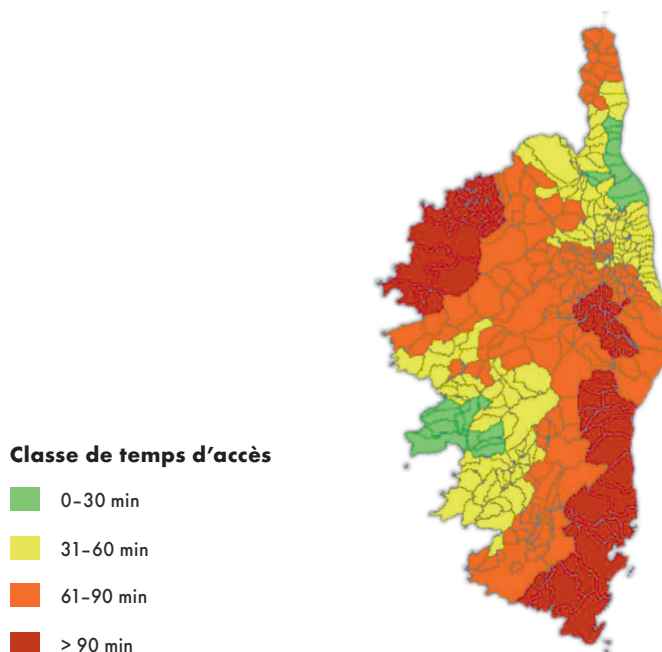 Classe de temps d’accès
0–30 min
31–60 min
61–90 min
> 90 min